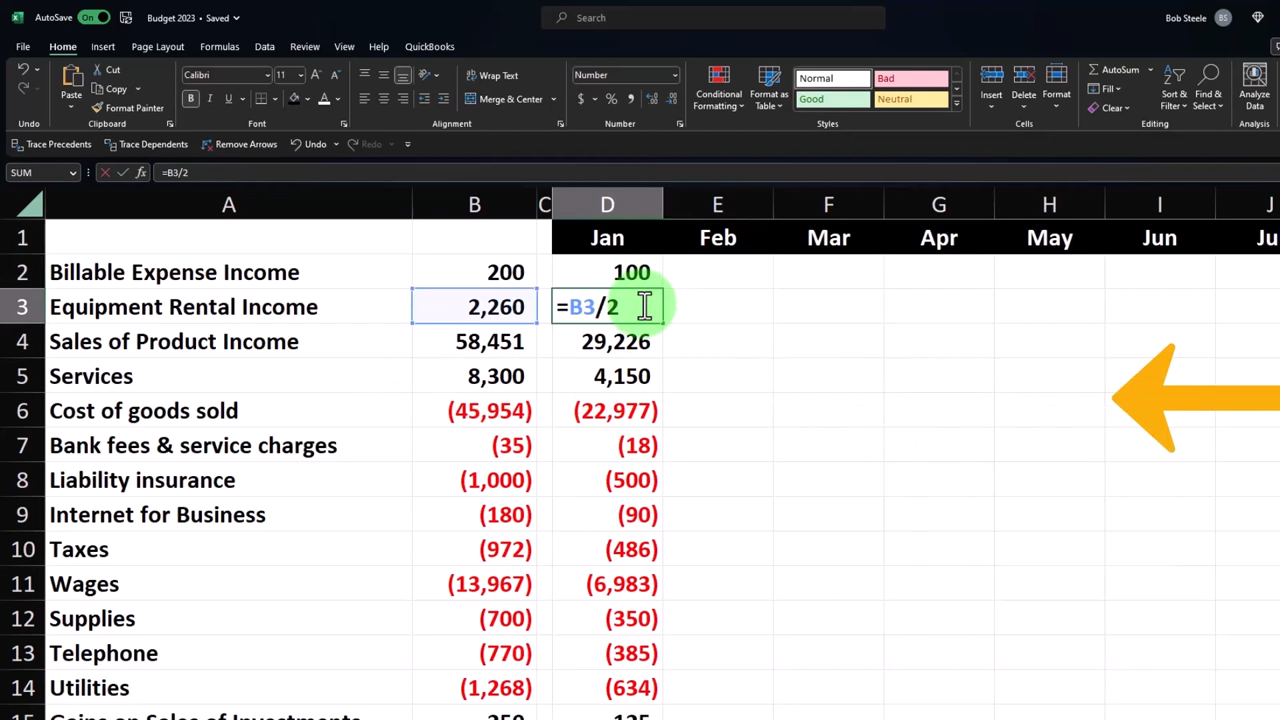 AutoSave On Budget 2023 • Saved Search Bob Steele BS
File Home Insert Page Layout Formulas Data Review View Help QuickBooks
Cut Calibri 11 Wrap Text Number Normal Bad AutoSum
Paste Copy Format Painter B I U Merge & Center $ % Conditional Formatting Format as Table Good Neutral Insert Delete Format Fill Clear Sort & Filter Find & Select Analyze Data
Undo Clipboard Font Alignment Number Styles Cells Editing Analysis
Trace Precedents Trace Dependents Remove Arrows Undo Redo
SUM fx =B3/2
A B C D E F G H I J
1 Jan Feb Mar Apr May Jun Ju
2 Billable Expense Income 200 100
3 Equipment Rental Income 2,260 =B3/2
4 Sales of Product Income 58,451 29,226
5 Services 8,300 4,150
6 Cost of goods sold (45,954) (22,977)
7 Bank fees & service charges (35) (18)
8 Liability insurance (1,000) (500)
9 Internet for Business (180) (90)
10 Taxes (972) (486)
11 Wages (13,967) (6,983)
12 Supplies (700) (350)
13 Telephone (770) (385)
14 Utilities (1,268) (634)
15 Gains on Sales of Investments 250 125